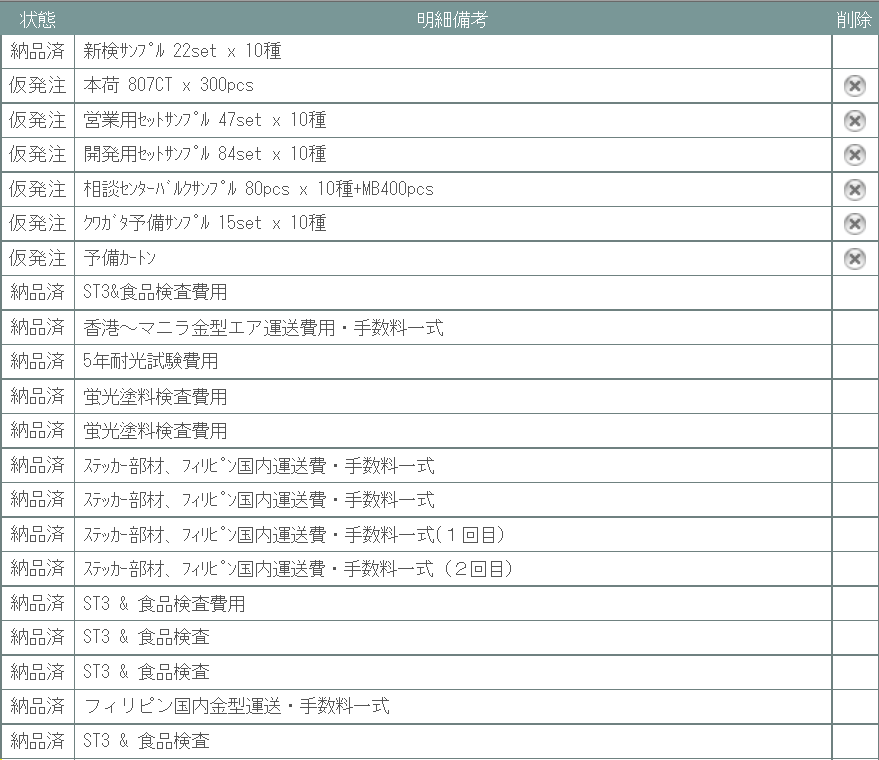 状態 明細備考 削除
納品済 新検ｻﾝﾌﾟﾙ 22set x 10種
仮発注 本荷 807CT x 300pcs
仮発注 営業用ｾｯﾄｻﾝﾌﾟﾙ 47set x 10種
仮発注 開発用ｾｯﾄｻﾝﾌﾟﾙ 84set x 10種
仮発注 相談ｾﾝﾀｰﾊﾞﾙｸｻﾝﾌﾟﾙ 80pcs x 10種+MB400pcs
仮発注 ｸﾜｶﾞﾀ予備ｻﾝﾌﾟﾙ 15set x 10種
仮発注 予備ｶｰﾄﾝ
納品済 ST3&食品検査費用
納品済 香港～マニラ金型エア運送費用・手数料一式
納品済 5年耐光試験費用
納品済 蛍光塗料検査費用
納品済 蛍光塗料検査費用
納品済 ｽﾃｯｶｰ部材、ﾌｨﾘﾋﾟﾝ国内運送費・手数料一式
納品済 ｽﾃｯｶｰ部材、ﾌｨﾘﾋﾟﾝ国内運送費・手数料一式
納品済 ｽﾃｯｶｰ部材、ﾌｨﾘﾋﾟﾝ国内運送費・手数料一式(１回目)
納品済 ｽﾃｯｶｰ部材、ﾌｨﾘﾋﾟﾝ国内運送費・手数料一式（２回目）
納品済 ST3 & 食品検査費用
納品済 ST3 & 食品検査
納品済 ST3 & 食品検査
納品済 フィリピン国内金型運送・手数料一式
納品済 ST3 & 食品検査